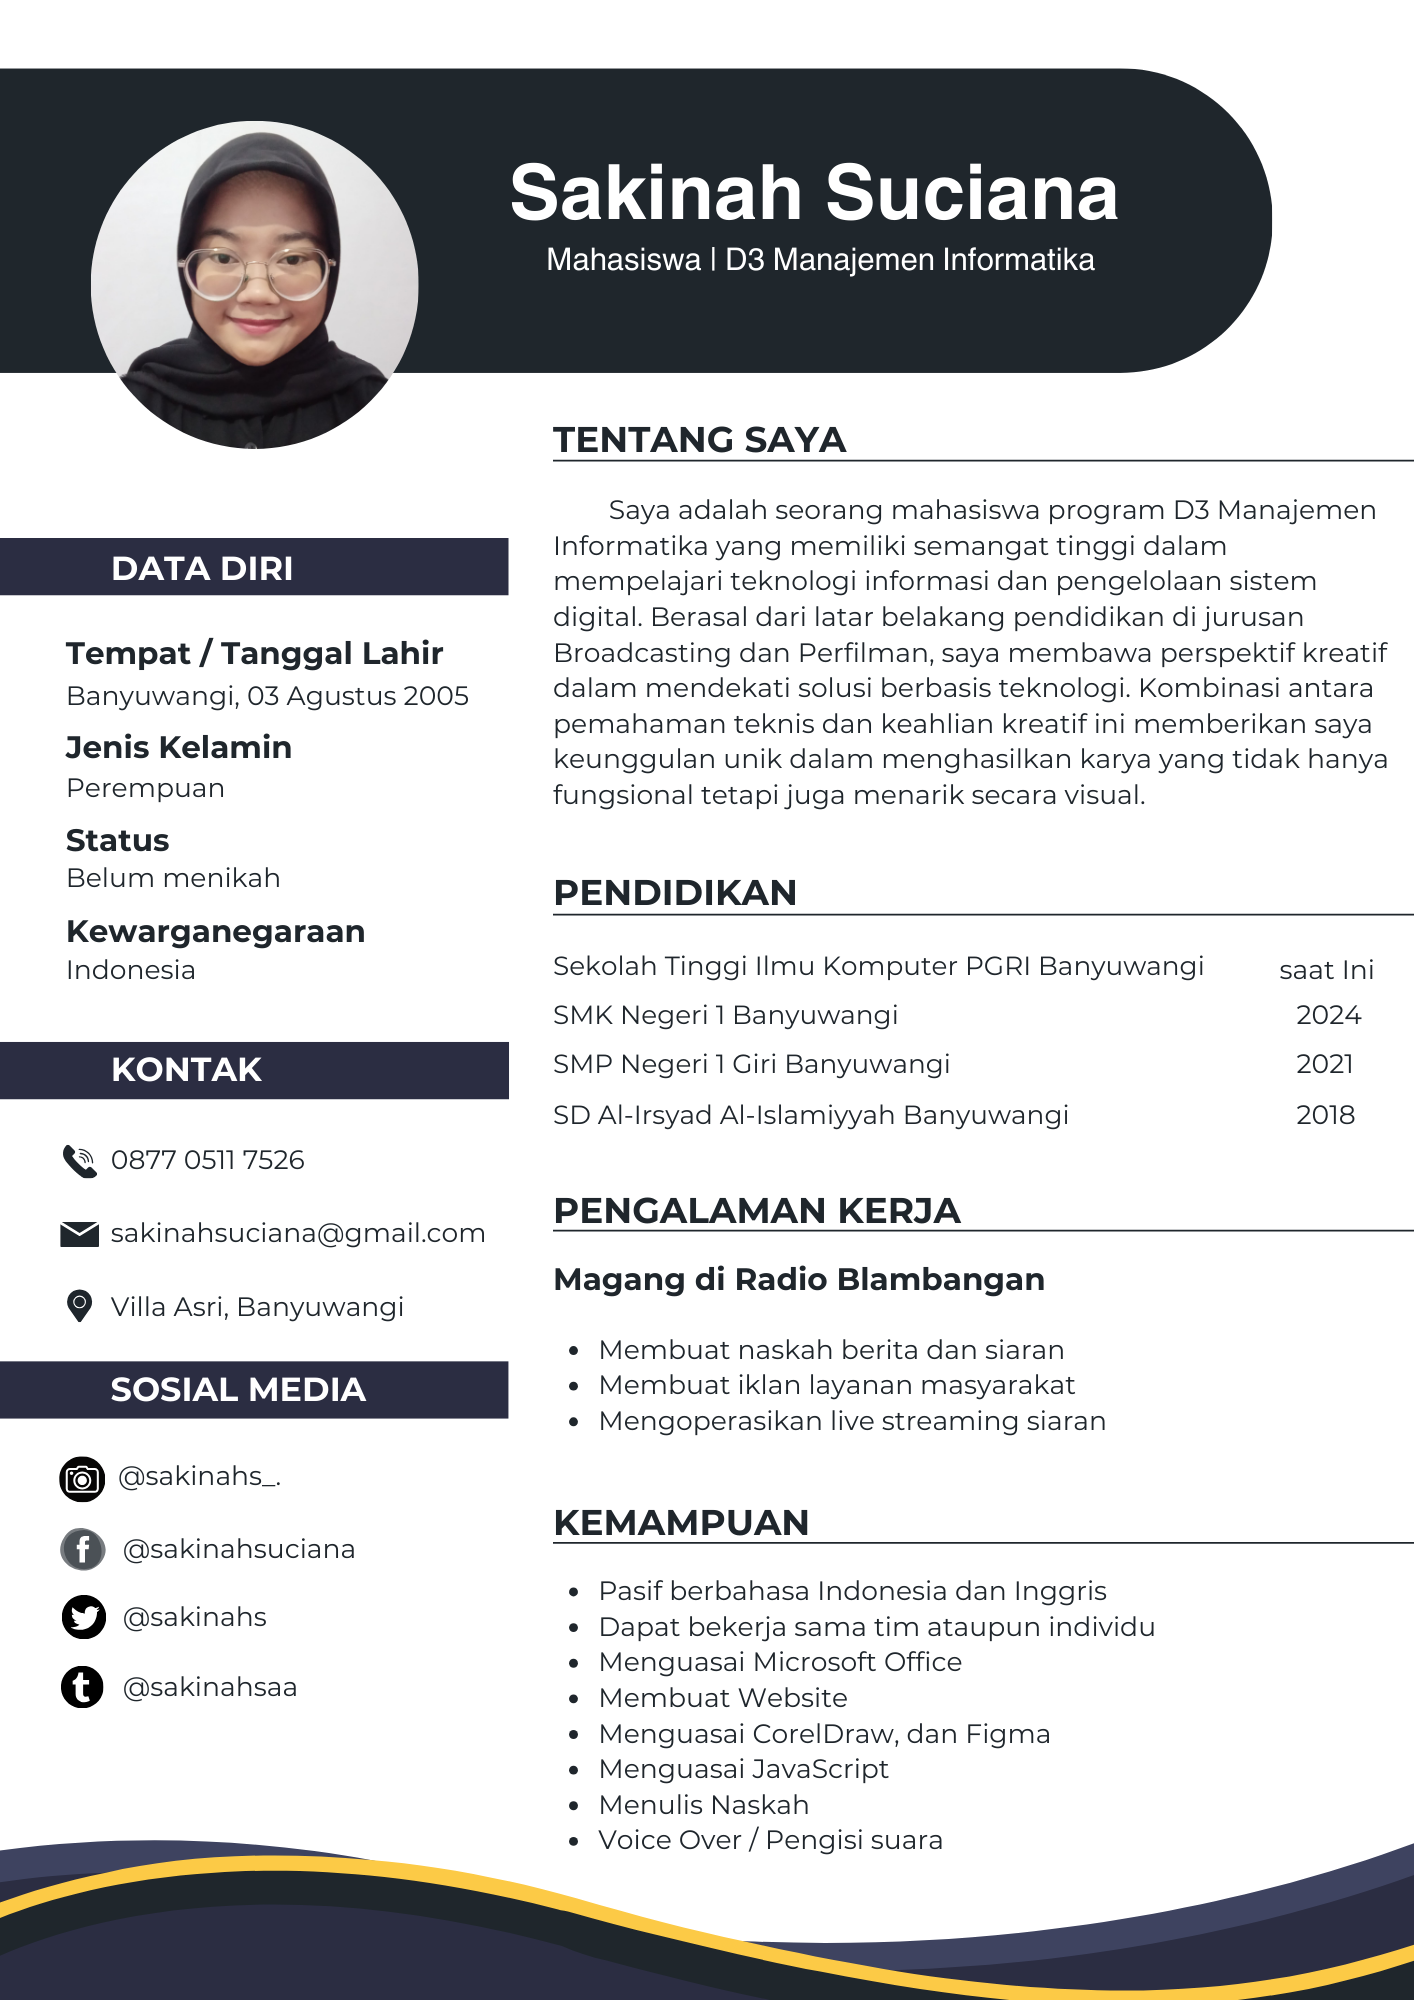 Sakinah Suciana
Mahasiswa | D3 Manajemen Informatika
DATA DIRI
Tempat / Tanggal Lahir
Banyuwangi, 03 Agustus 2005
Jenis Kelamin
Perempuan
Status
Belum menikah
Kewarganegaraan
Indonesia
KONTAK
0877 0511 7526
sakinahsuciana@gmail.com
Villa Asri, Banyuwangi
SOSIAL MEDIA
@sakinahs_.
@sakinahsuciana
@sakinahs
@sakinahsaa
TENTANG SAYA
Saya adalah seorang mahasiswa program D3 Manajemen
Informatika yang memiliki semangat tinggi dalam
mempelajari teknologi informasi dan pengelolaan sistem
digital. Berasal dari latar belakang pendidikan di jurusan
Broadcasting dan Perfilman, saya membawa perspektif kreatif
dalam mendekati solusi berbasis teknologi. Kombinasi antara
pemahaman teknis dan keahlian kreatif ini memberikan saya
keunggulan unik dalam menghasilkan karya yang tidak hanya
fungsional tetapi juga menarik secara visual.
PENDIDIKAN
Sekolah Tinggi Ilmu Komputer PGRI Banyuwangi saat Ini
SMK Negeri 1 Banyuwangi 2024
SMP Negeri 1 Giri Banyuwangi 2021
SD Al-Irsyad Al-Islamiyyah Banyuwangi 2018
PENGALAMAN KERJA
Magang di Radio Blambangan
• Membuat naskah berita dan siaran
• Membuat iklan layanan masyarakat
• Mengoperasikan live streaming siaran
KEMAMPUAN
• Pasif berbahasa Indonesia dan Inggris
• Dapat bekerja sama tim ataupun individu
• Menguasai Microsoft Office
• Membuat Website
• Menguasai CorelDraw, dan Figma
• Menguasai JavaScript
• Menulis Naskah
• Voice Over / Pengisi suara